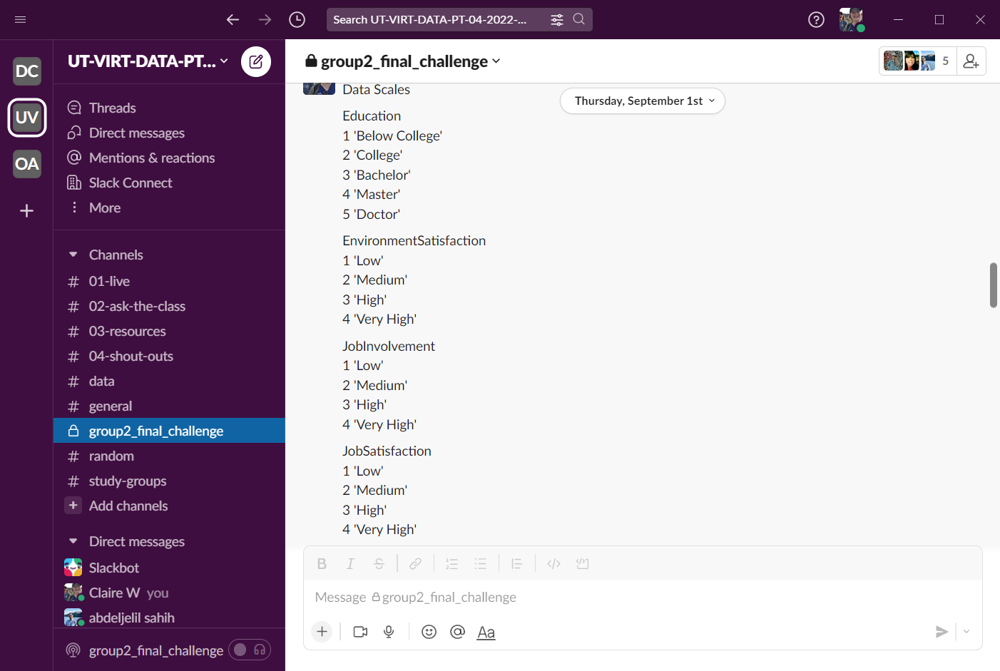 Search UT-VIRT-DATA-PT-04-2022-...
DC
UV
OA
UT-VIRT-DATA-PT...
Threads
Direct messages
Mentions & reactions
Slack Connect
More
Channels
# 01-live
# 02-ask-the-class
# 03-resources
# 04-shout-outs
# data
# general
group2_final_challenge
# random
# study-groups
+ Add channels
Direct messages
Slackbot
Claire W you
abdeljelil sahih
group2_final_challenge
group2_final_challenge
5
Thursday, September 1st
Data Scales
Education
1 'Below College'
2 'College'
3 'Bachelor'
4 'Master'
5 'Doctor'
EnvironmentSatisfaction
1 'Low'
2 'Medium'
3 'High'
4 'Very High'
JobInvolvement
1 'Low'
2 'Medium'
3 'High'
4 'Very High'
JobSatisfaction
1 'Low'
2 'Medium'
3 'High'
4 'Very High'
B I S
Message group2_final_challenge
Aa